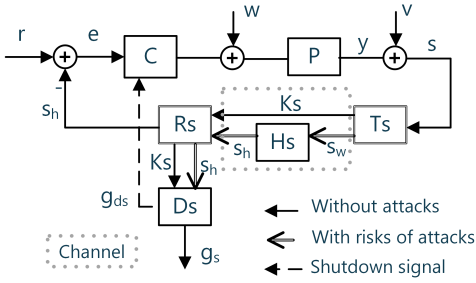 r
e
C
w
P
y
v
s
-
s_h
Rs
Ks
Ts
s_h
Hs
s_w
Ks
s_h
g_ds
Ds
g_s
Channel
Without attacks
With risks of attacks
Shutdown signal